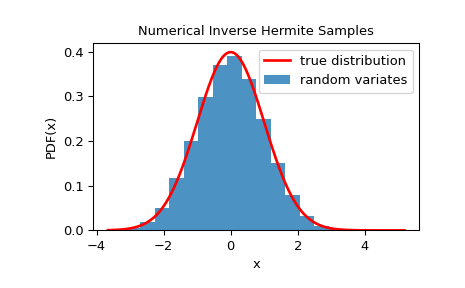 Numerical Inverse Hermite Samples
true distribution
random variates
PDF(x)
0.4
0.3
0.2
0.1
0.0
−4 −2 0 2 4
x